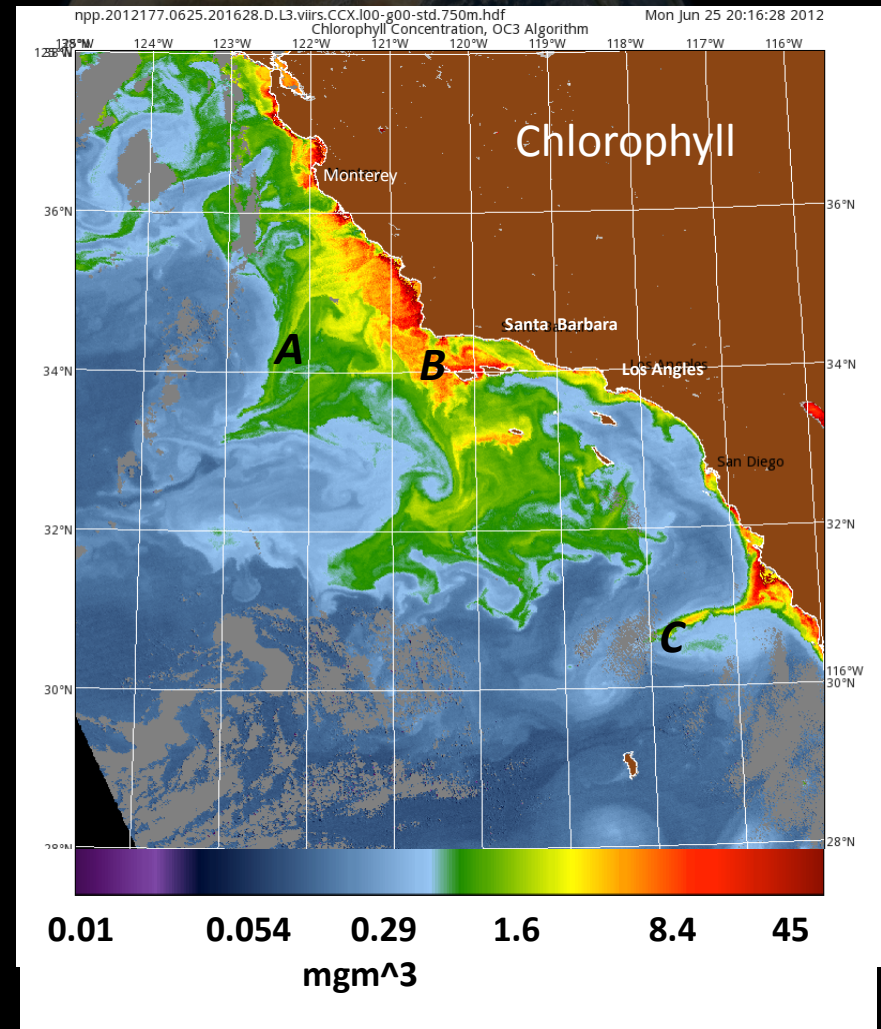 npp.2012177.0625.201628.D.L3.viirs.CCX.l00-g00-std.750m.hdf Mon Jun 25 20:16:28 2012
Chlorophyll Concentration, OC3 Algorithm
124°W 123°W 122°W 121°W 120°W 119°W 118°W 117°W 116°W
Chlorophyll
Monterey
36°N 36°N
Santa Barbara
A
B
34°N Los Angles 34°N
San Diego
32°N 32°N
C
116°W
30°N 30°N
28°N 28°N
0.01 0.054 0.29 1.6 8.4 45
mgm^3